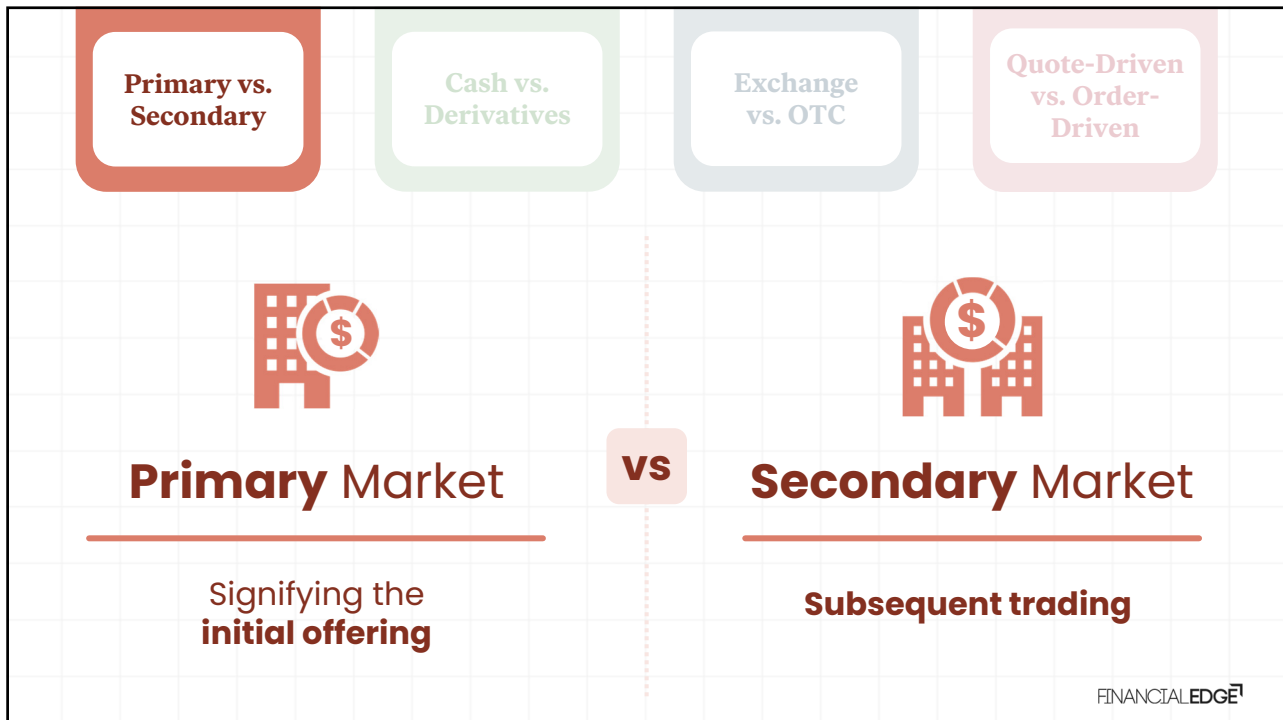 Primary vs.
Secondary
Cash vs.
Derivatives
Exchange
vs. OTC
Quote-Driven
vs. Order-
Driven
$
$
Primary Market
vs
Secondary Market
Signifying the
initial offering
Subsequent trading
FINANCIALEDGE